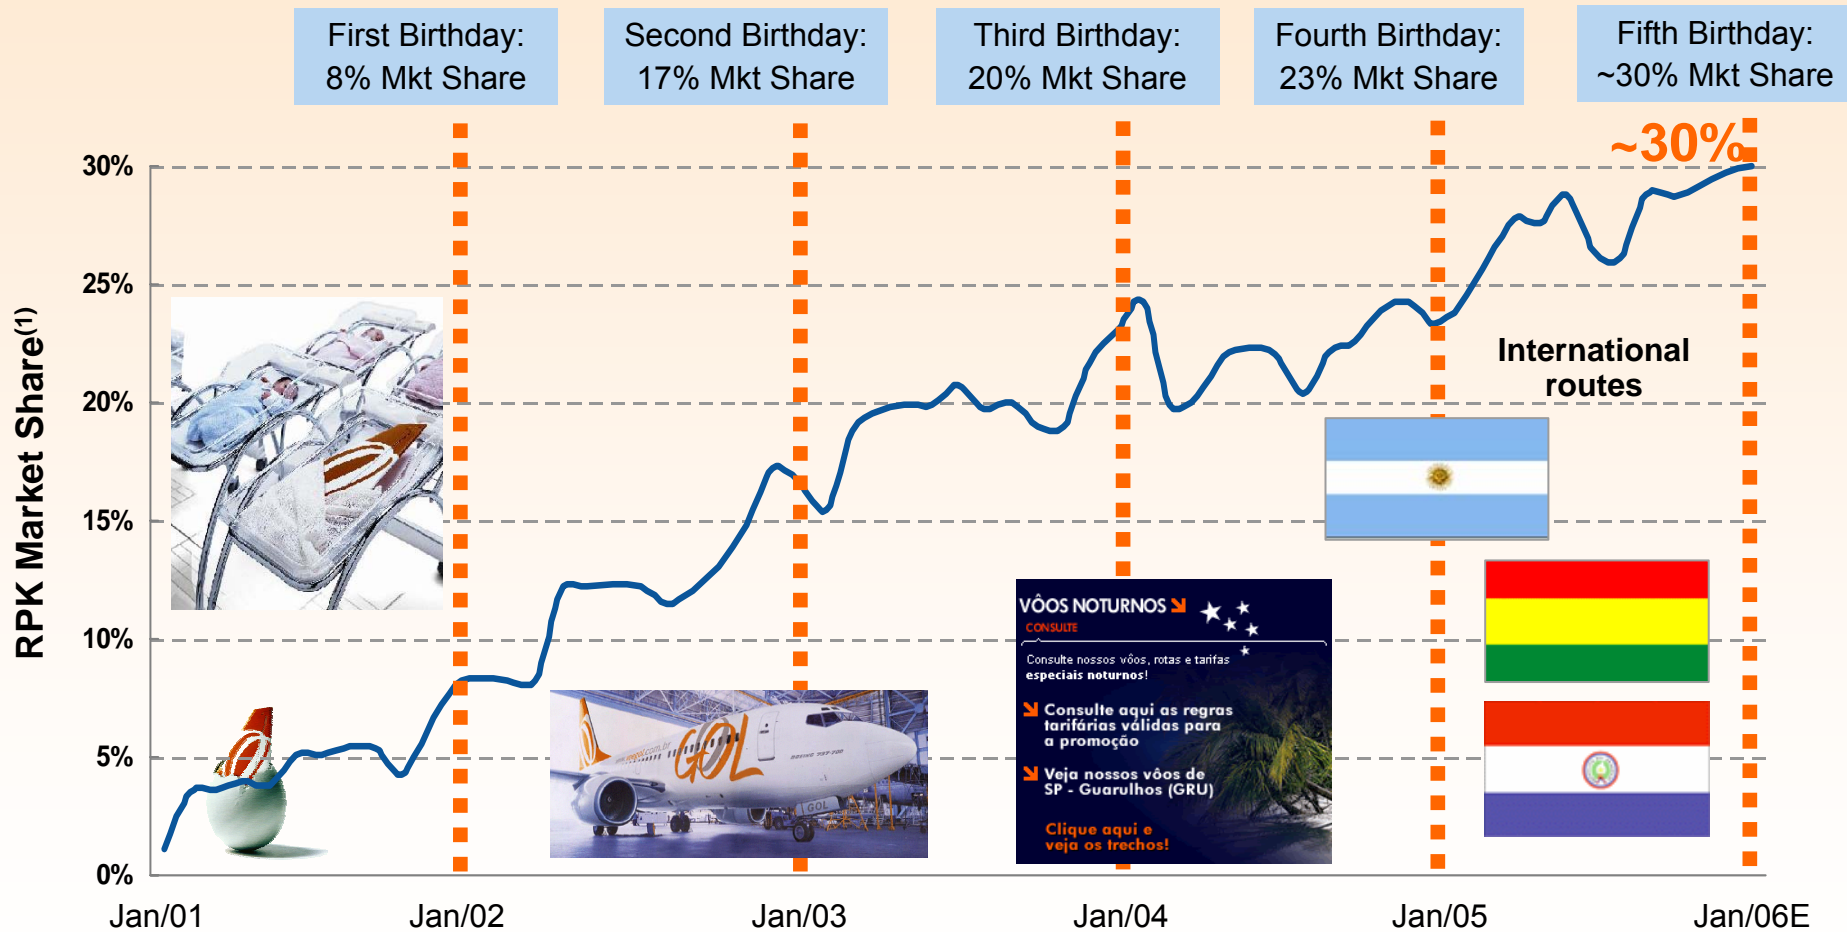 First Birthday:
8% Mkt Share
Second Birthday:
17% Mkt Share
Third Birthday:
20% Mkt Share
Fourth Birthday:
23% Mkt Share
Fifth Birthday:
~30% Mkt Share
~30%
RPK Market Share(1)
30%
25%
20%
15%
10%
5%
0%
International
routes
VÔOS NOTURNOS
CONSULTE
Consulte nossos vôos, rotas e tarifas
especiais noturnos!
Consulte aqui as regras
tarifárias válidas para
a promoção
Veja nossos vôos de
SP - Guarulhos (GRU)
Clique aqui e
veja os trechos!
GOL
BOEING 737-700
GOL
Jan/01
Jan/02
Jan/03
Jan/04
Jan/05
Jan/06E